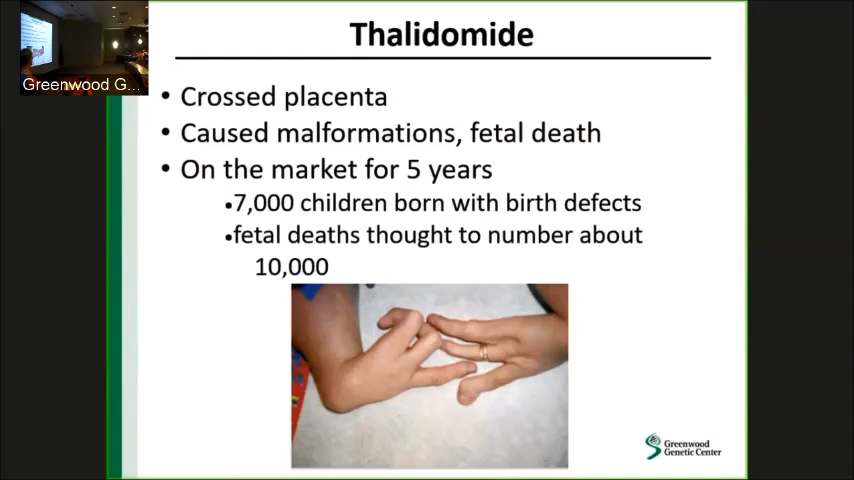 Thalidomide
Greenwood G...
• Crossed placenta
• Caused malformations, fetal death
• On the market for 5 years
•7,000 children born with birth defects
•fetal deaths thought to number about
10,000
Greenwood
Genetic Center